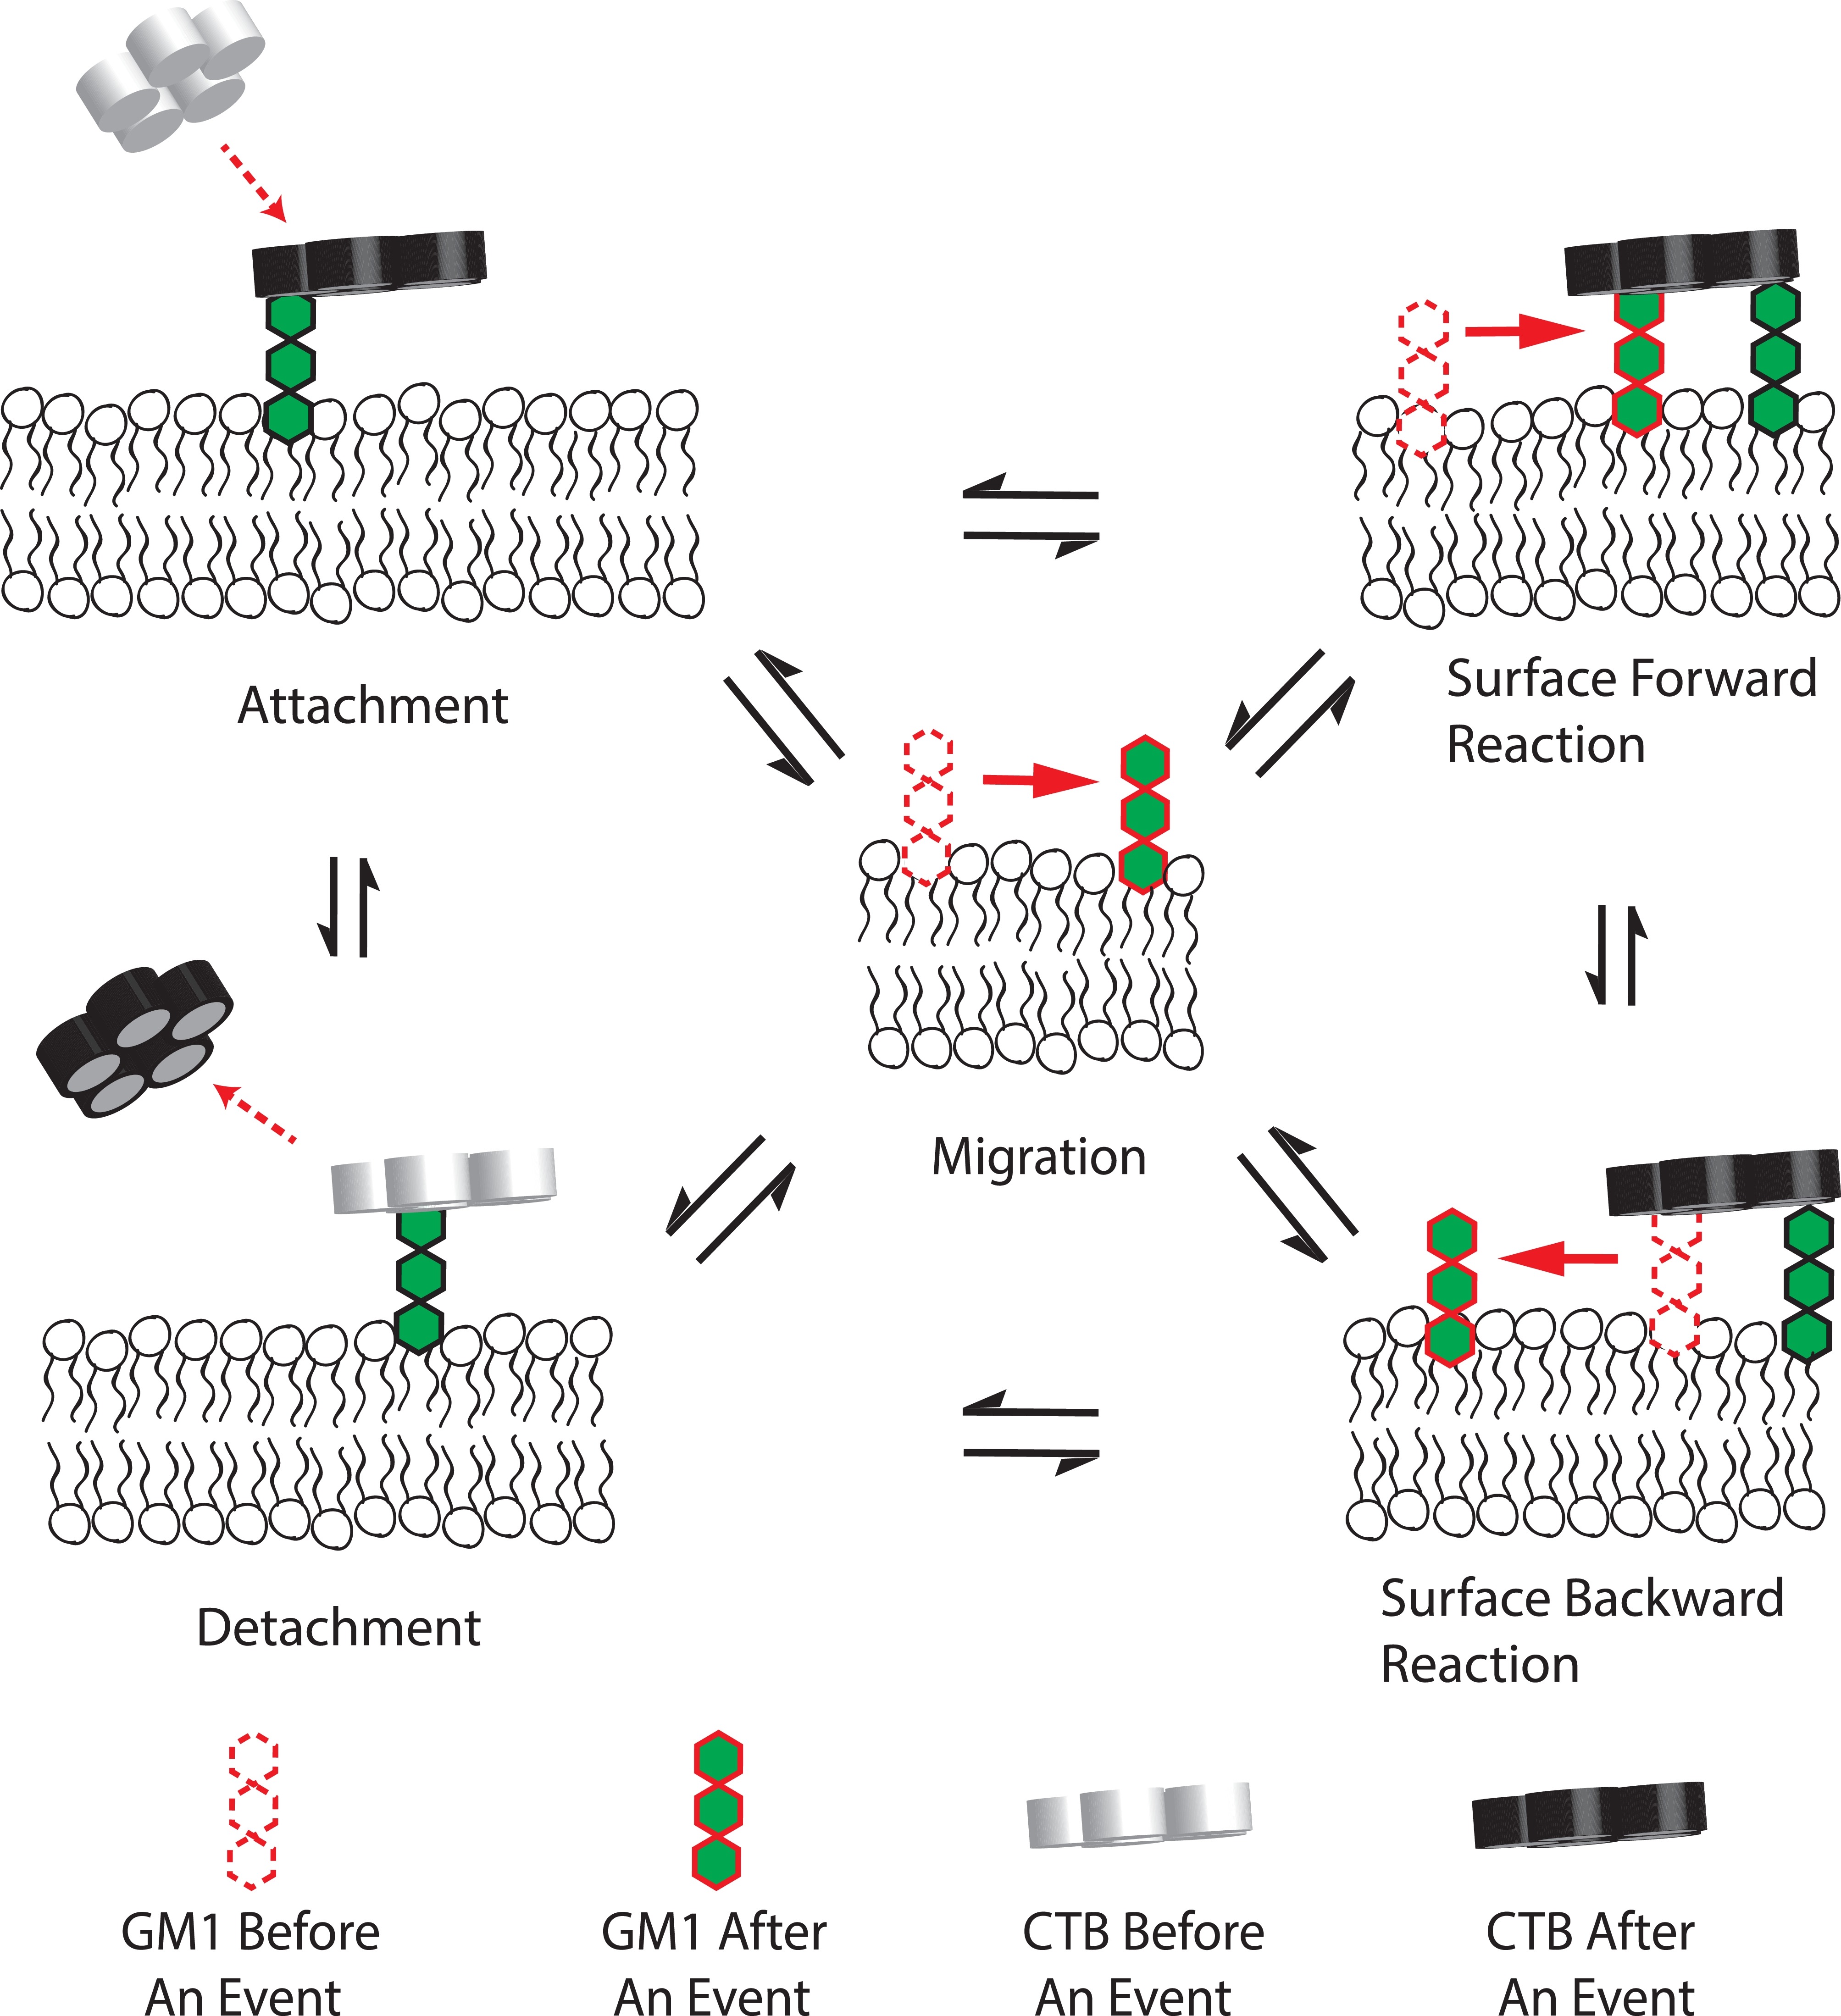 Attachment
Surface Forward
Reaction
Migration
Detachment
Surface Backward
Reaction
GM1 Before
An Event
GM1 After
An Event
CTB Before
An Event
CTB After
An Event